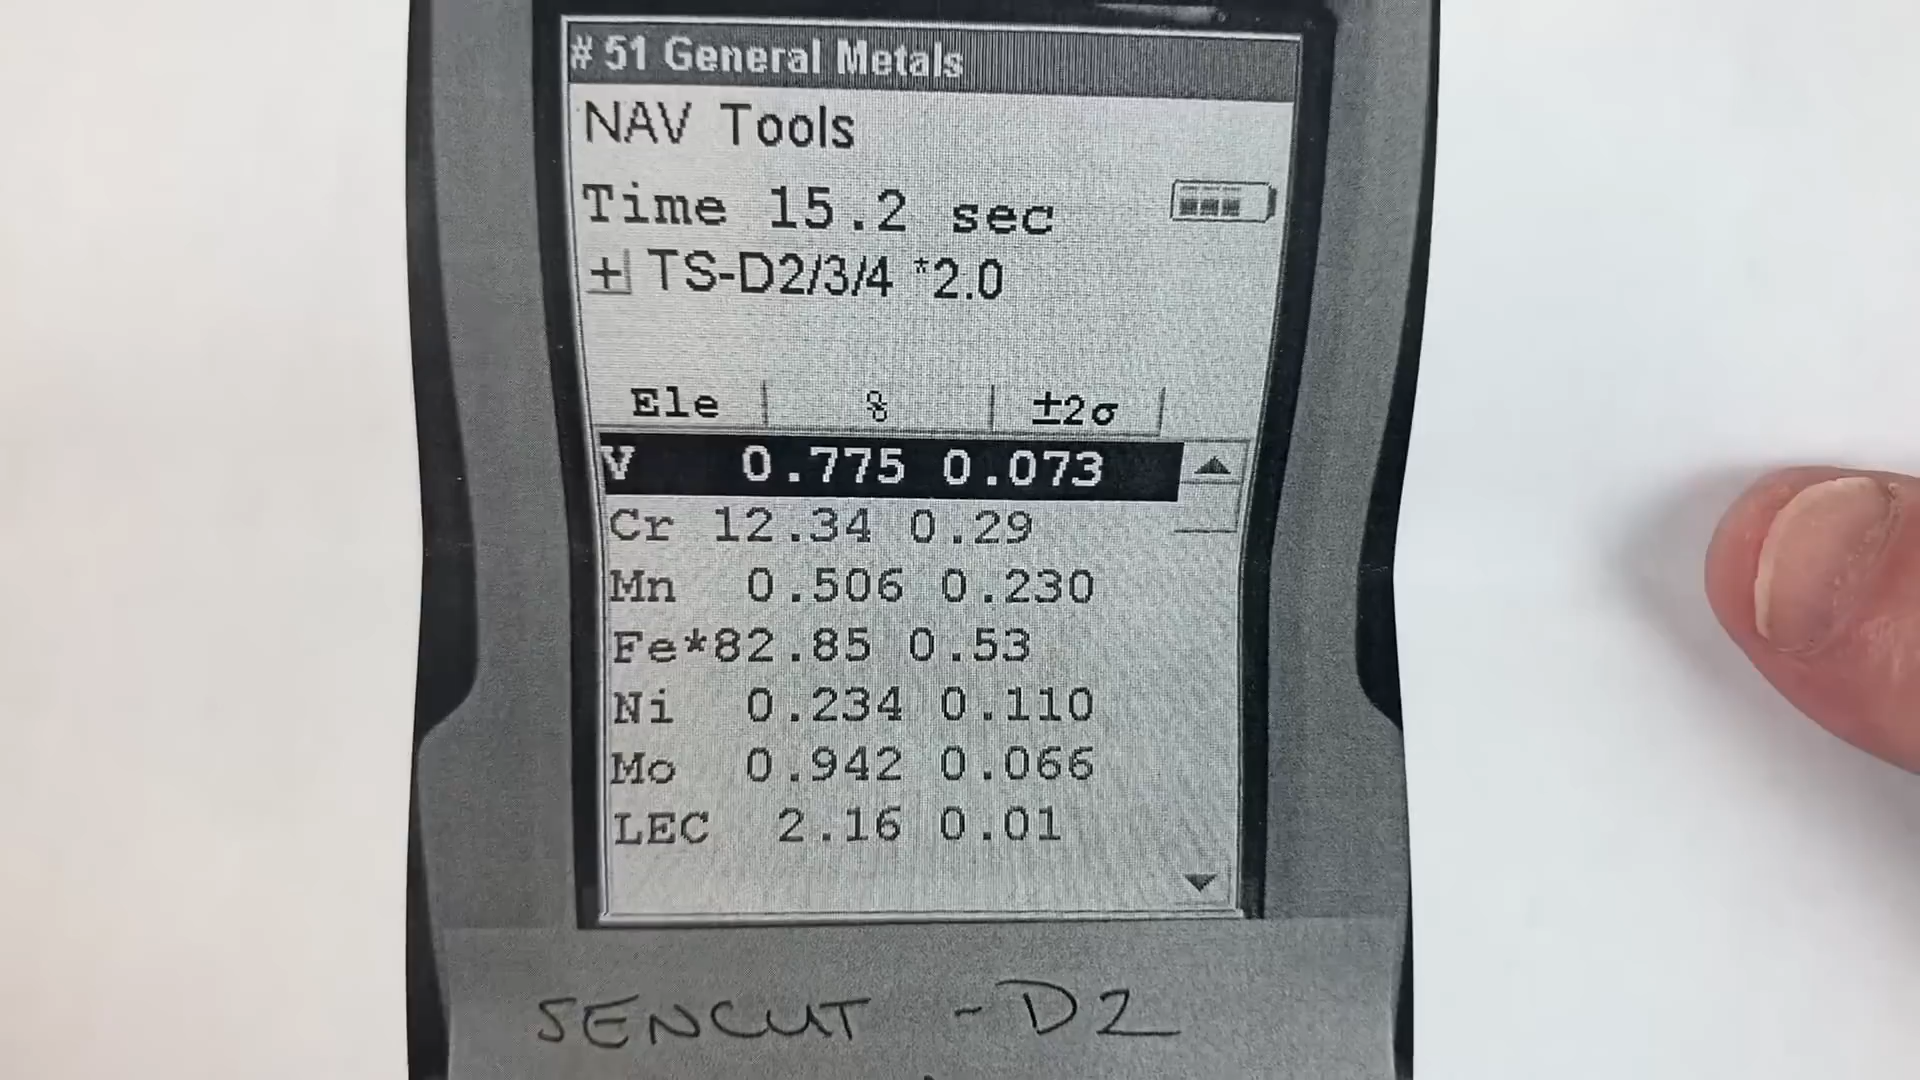 # 51 General Metals
NAV Tools
Time 15.2 sec
+ TS-D2/3/4 *2.0
Ele % ±2σ
V 0.775 0.073
Cr 12.34 0.29
Mn 0.506 0.230
Fe*82.85 0.53
Ni 0.234 0.110
Mo 0.942 0.066
LEC 2.16 0.01
SENCUT - D2